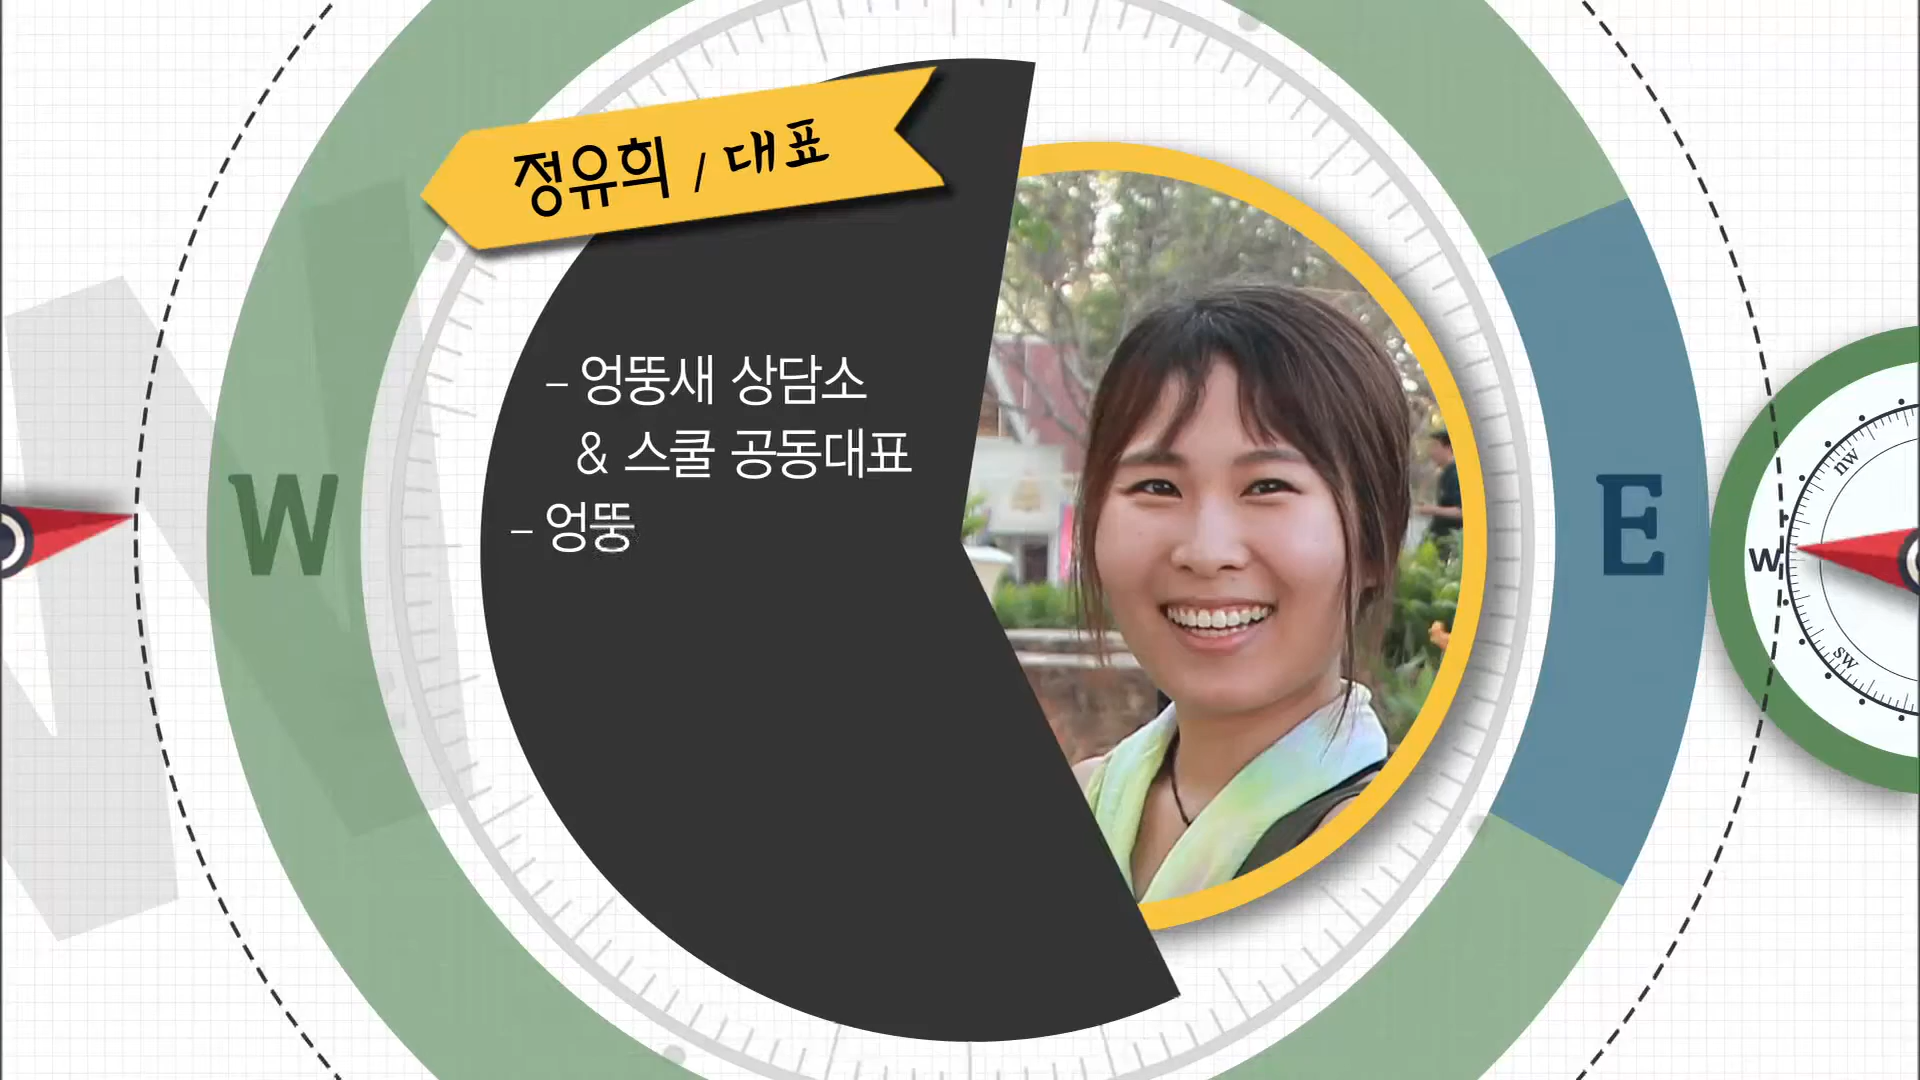 정유희 / 대표
– 엉뚱새 상담소
& 스쿨 공동대표
– 엉뚱
W
E
W
nw
sw